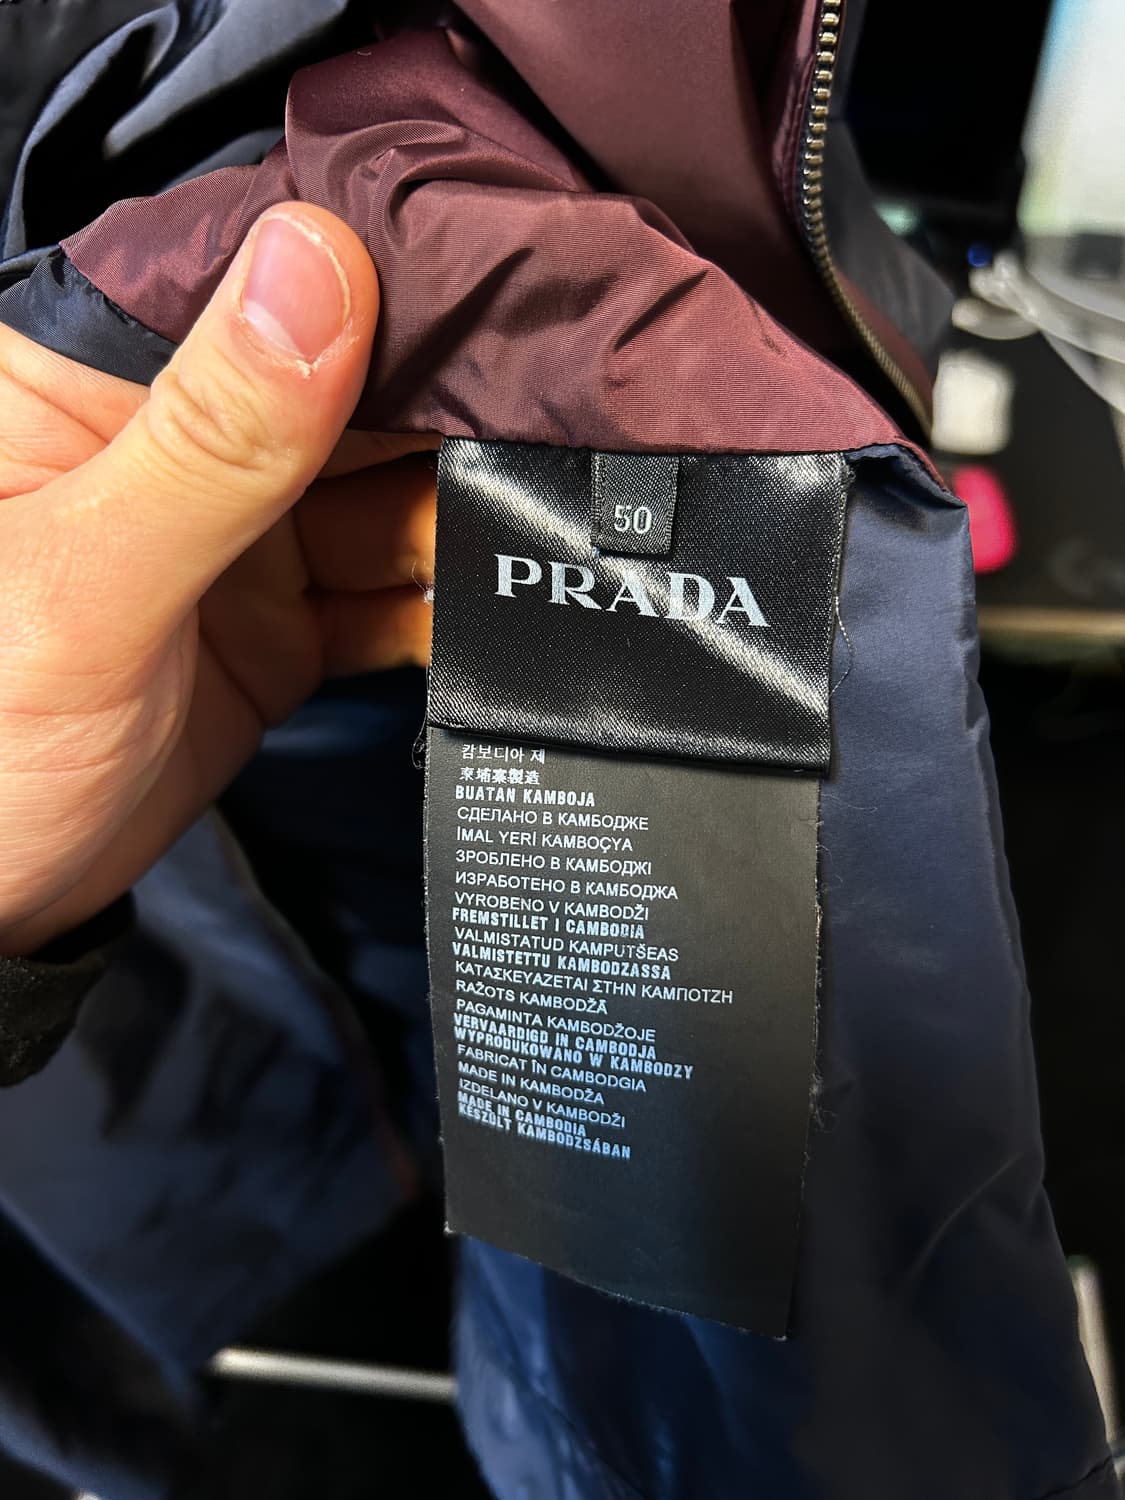 50
PRADA
캄보디아 제
柬埔寨製造
BUATAN KAMBOJA
СДЕЛАНО В КАМБОДЖЕ
İMAL YERİ KAMBOÇYA
ЗРОБЛЕНО В КАМБОДЖІ
ИЗРАБОТЕНО В КАМБОДЖА
VYROBENO V KAMBODŽI
FREMSTILLET I CAMBODIA
VALMISTATUD KAMPUTŠEAS
VALMISTETTU KAMBODZASSA
ΚΑΤΑΣΚΕΥΑΖΕΤΑΙ ΣΤΗΝ ΚΑΜΠΟΤΖΗ
RAŽOTS KAMBODŽĀ
PAGAMINTA KAMBODŽOJE
VERVAARDIGD IN CAMBODJA
WYPRODUKOWANO W KAMBODZY
FABRICAT ÎN CAMBODGIA
MADE IN KAMBODŽA
IZDELANO V KAMBODŽI
MADE IN CAMBODIA
KÉSZÜLT KAMBODZSÁBAN